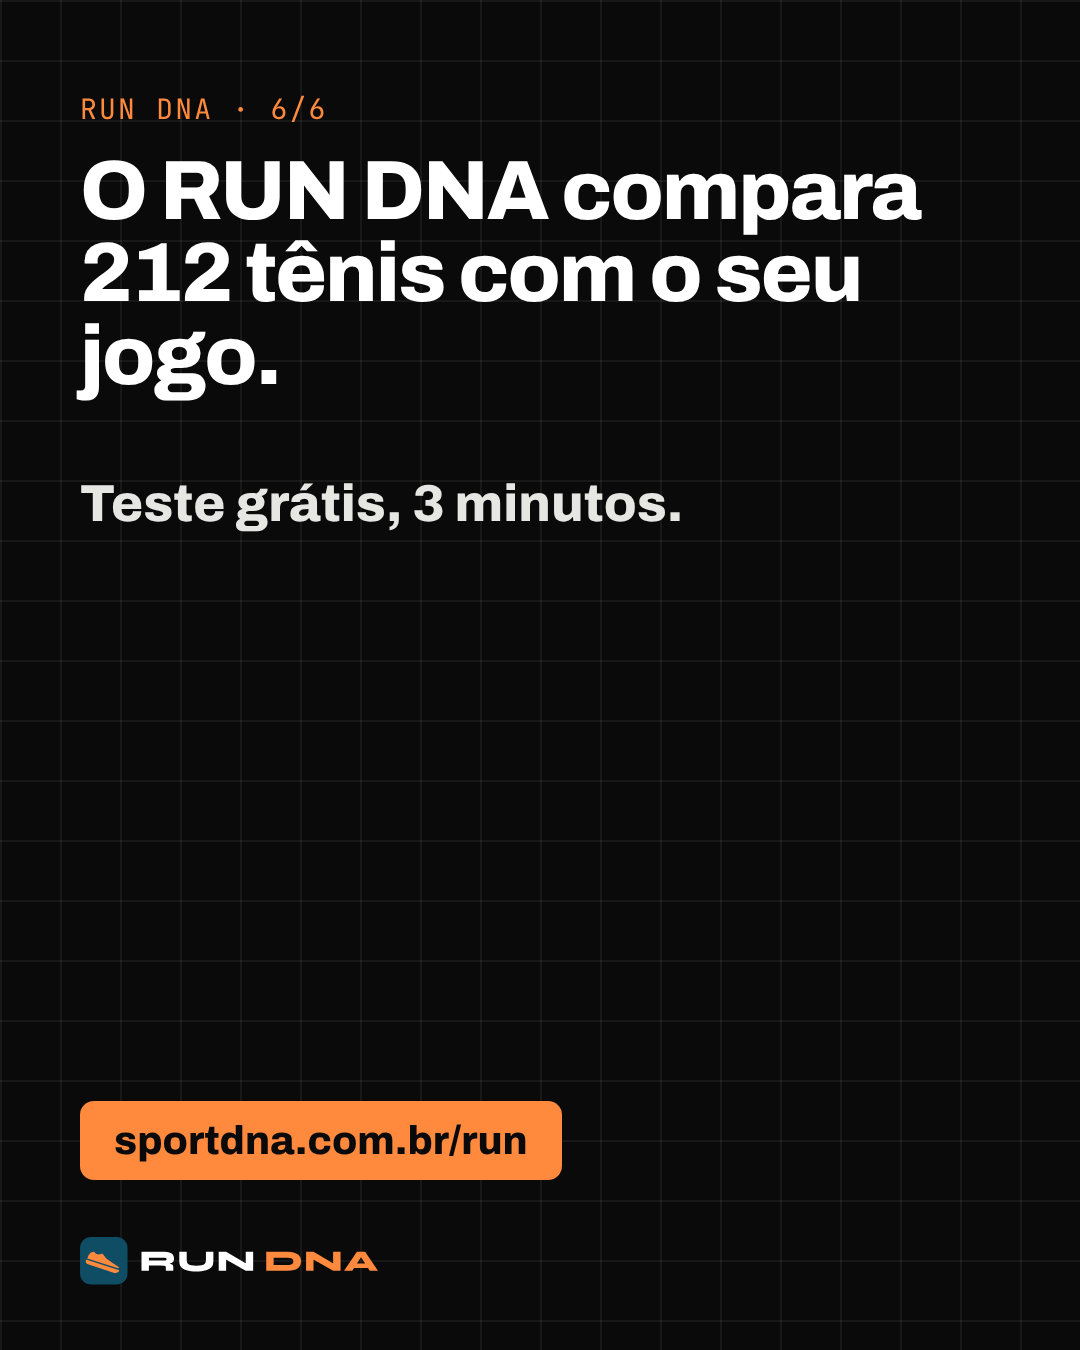 RUN DNA · 6/6
O RUN DNA compara
212 tênis com o seu
jogo.
Teste grátis, 3 minutos.
sportdna.com.br/run
RUN DNA